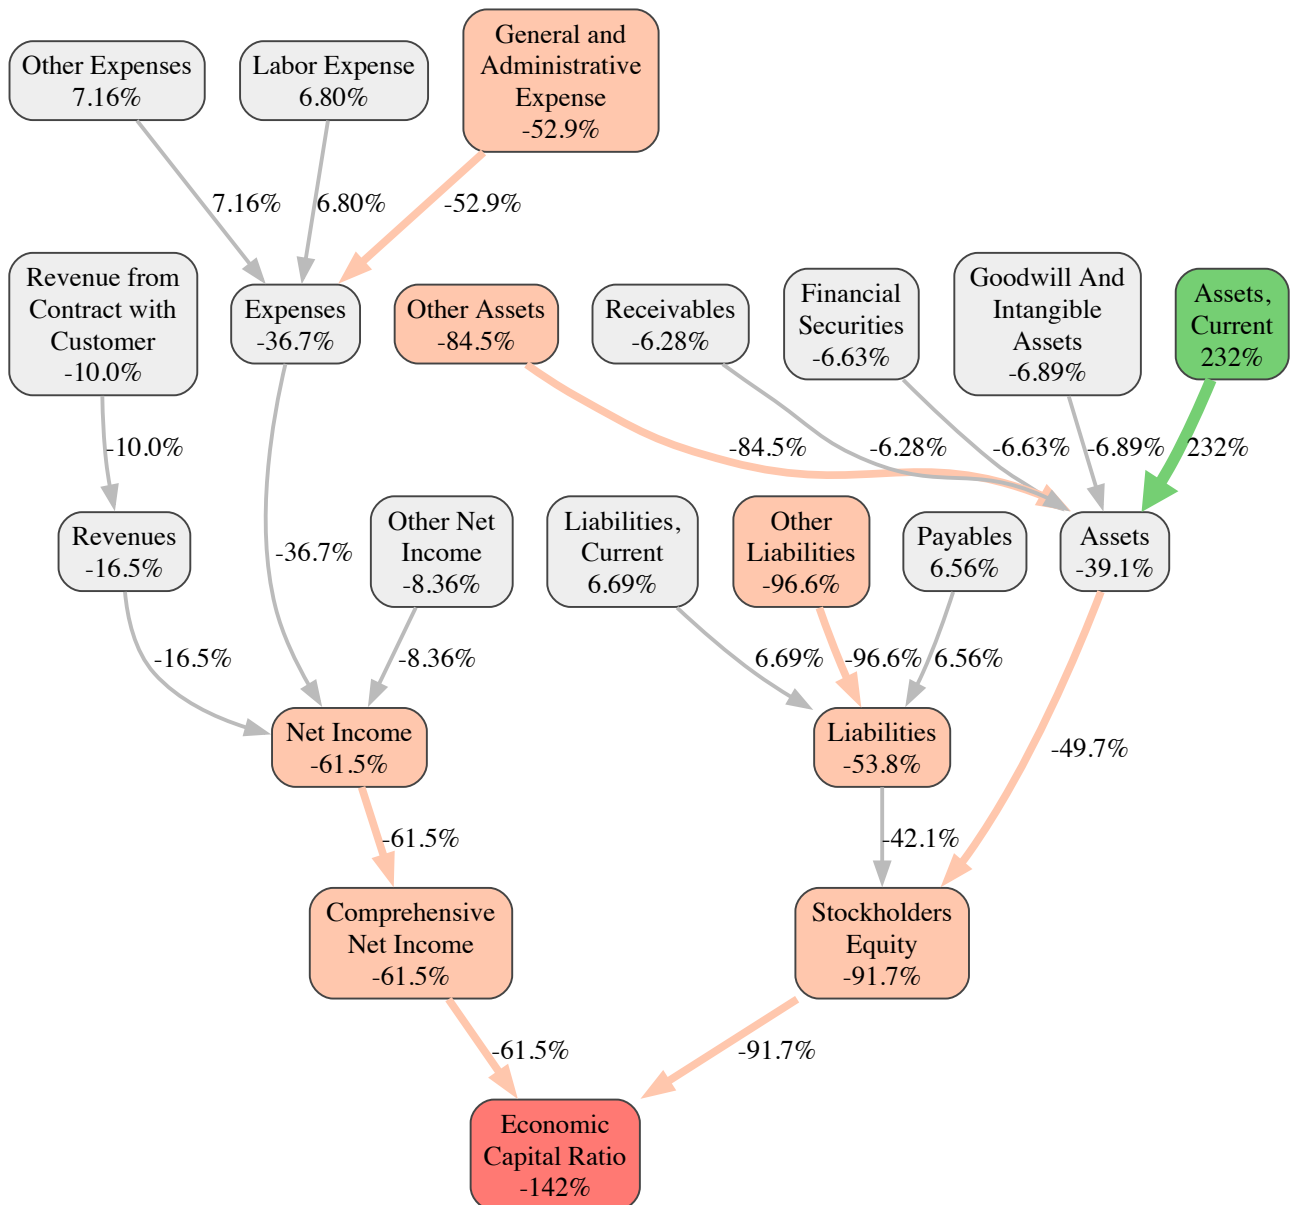 Other Expenses
7.16%
Labor Expense
6.80%
General and
Administrative
Expense
-52.9%
7.16%
6.80%
-52.9%
Revenue from
Contract with
Customer
-10.0%
Expenses
-36.7%
Other Assets
-84.5%
Receivables
-6.28%
Financial
Securities
-6.63%
Goodwill And
Intangible
Assets
-6.89%
Assets,
Current
232%
-10.0%
-84.5%
-6.28%
-6.63%
-6.89%
232%
Revenues
-16.5%
-36.7%
Other Net
Income
-8.36%
Liabilities,
Current
6.69%
Other
Liabilities
-96.6%
Payables
6.56%
Assets
-39.1%
-16.5%
-8.36%
6.69%
-96.6%
6.56%
Net Income
-61.5%
Liabilities
-53.8%
-49.7%
-61.5%
-42.1%
Comprehensive
Net Income
-61.5%
Stockholders
Equity
-91.7%
-61.5%
-91.7%
Economic
Capital Ratio
-142%